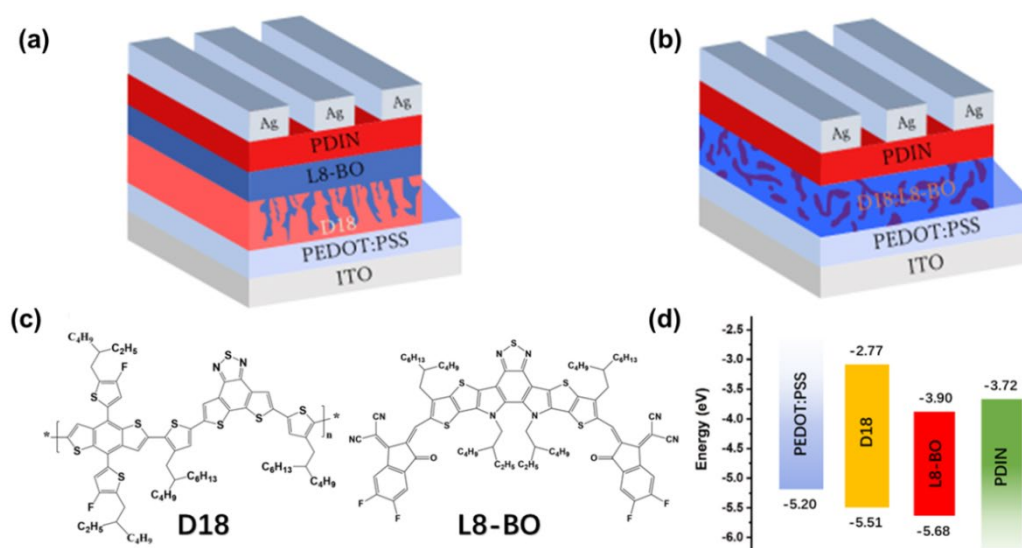 (a)
Ag
Ag
Ag
PDIN
L8-BO
D18
PEDOT:PSS
ITO
(b)
Ag
Ag
Ag
PDIN
D18:L8-BO
PEDOT:PSS
ITO
(c)
C₄H₉
C₂H₅
F
S
S
N
N
S
S
S
S
S
S
S
*
*
n
F
C₂H₅
C₄H₉
C₆H₁₃
C₄H₉
C₆H₁₃
C₄H₉
D18
C₆H₁₃
C₄H₉
S
N
N
C₄H₉
C₆H₁₃
S
S
S
S
NC
CN
N
N
CN
CN
O
O
C₄H₉
C₂H₅
C₄H₉
C₂H₅
F
F
F
F
L8-BO
(d)
Energy (eV)
-2.5
-3.0
-3.5
-4.0
-4.5
-5.0
-5.5
-6.0
PEDOT:PSS
-5.20
-2.77
D18
-5.51
-3.90
L8-BO
-5.68
-3.72
PDIN